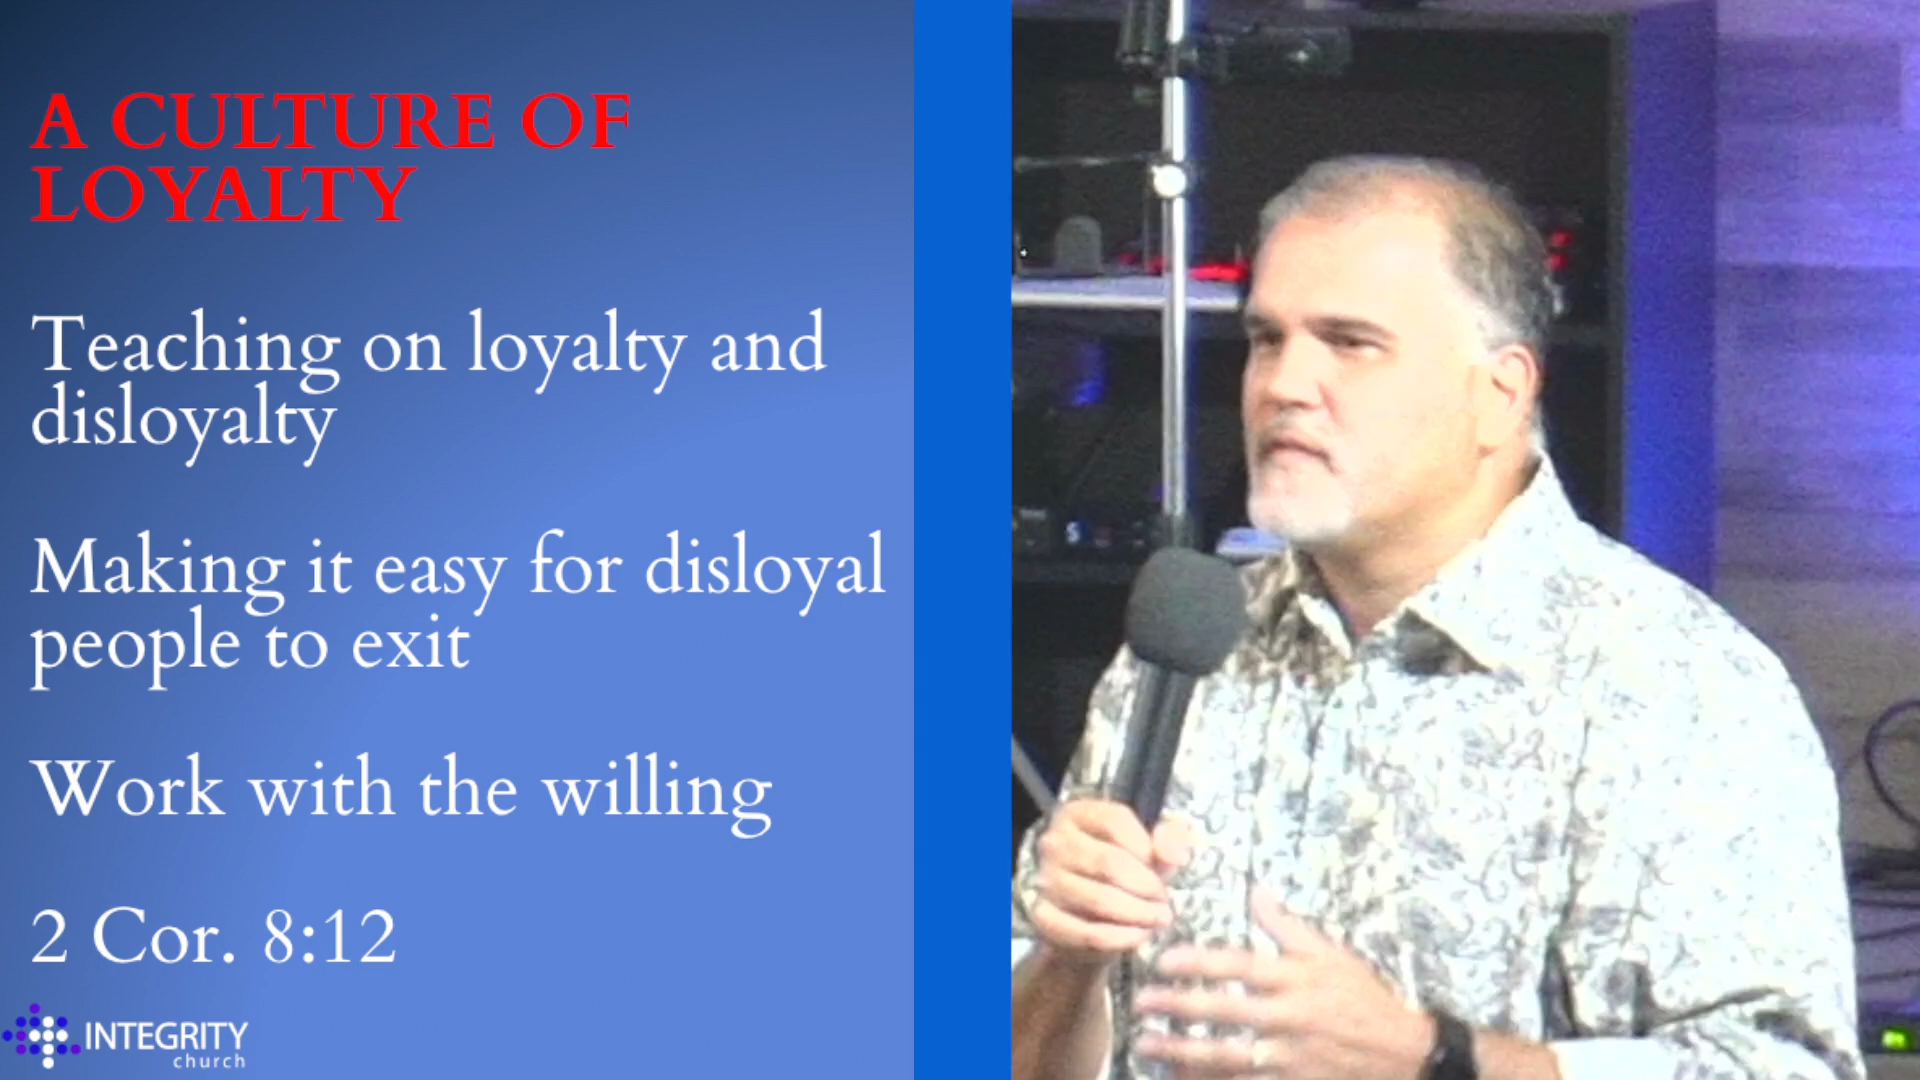 A CULTURE OF
LOYALTY
Teaching on loyalty and
disloyalty
Making it easy for disloyal
people to exit
Work with the willing
2 Cor. 8:12
INTEGRITY
church